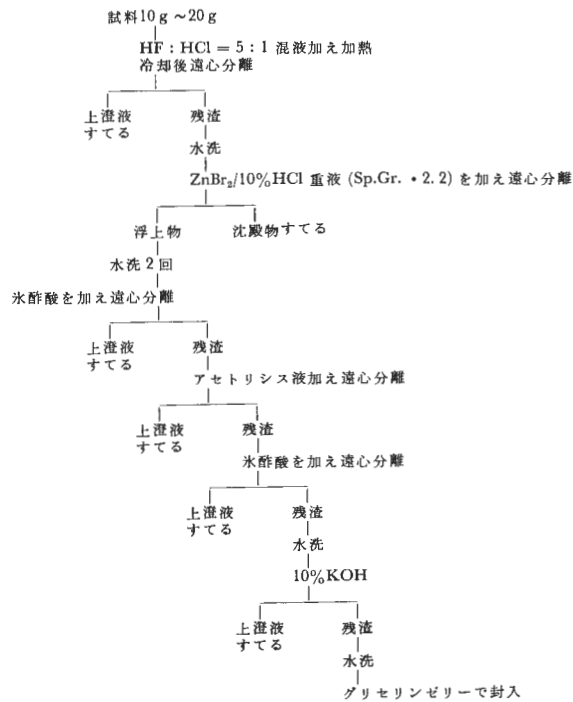 試料10g~20g
HF:HCl=5:1 混液加え加熱
冷却後遠心分離
上澄液
すてる
残渣
水洗
ZnBr₂/10%HCl 重液 (Sp.Gr. •2.2) を加え遠心分離
浮上物
沈殿物すてる
水洗2回
氷酢酸を加え遠心分離
上澄液
すてる
残渣
アセトリシス液加え遠心分離
上澄液
すてる
残渣
氷酢酸を加え遠心分離
上澄液
すてる
残渣
水洗
10%KOH
上澄液
すてる
残渣
水洗
グリセリンゼリーで封入